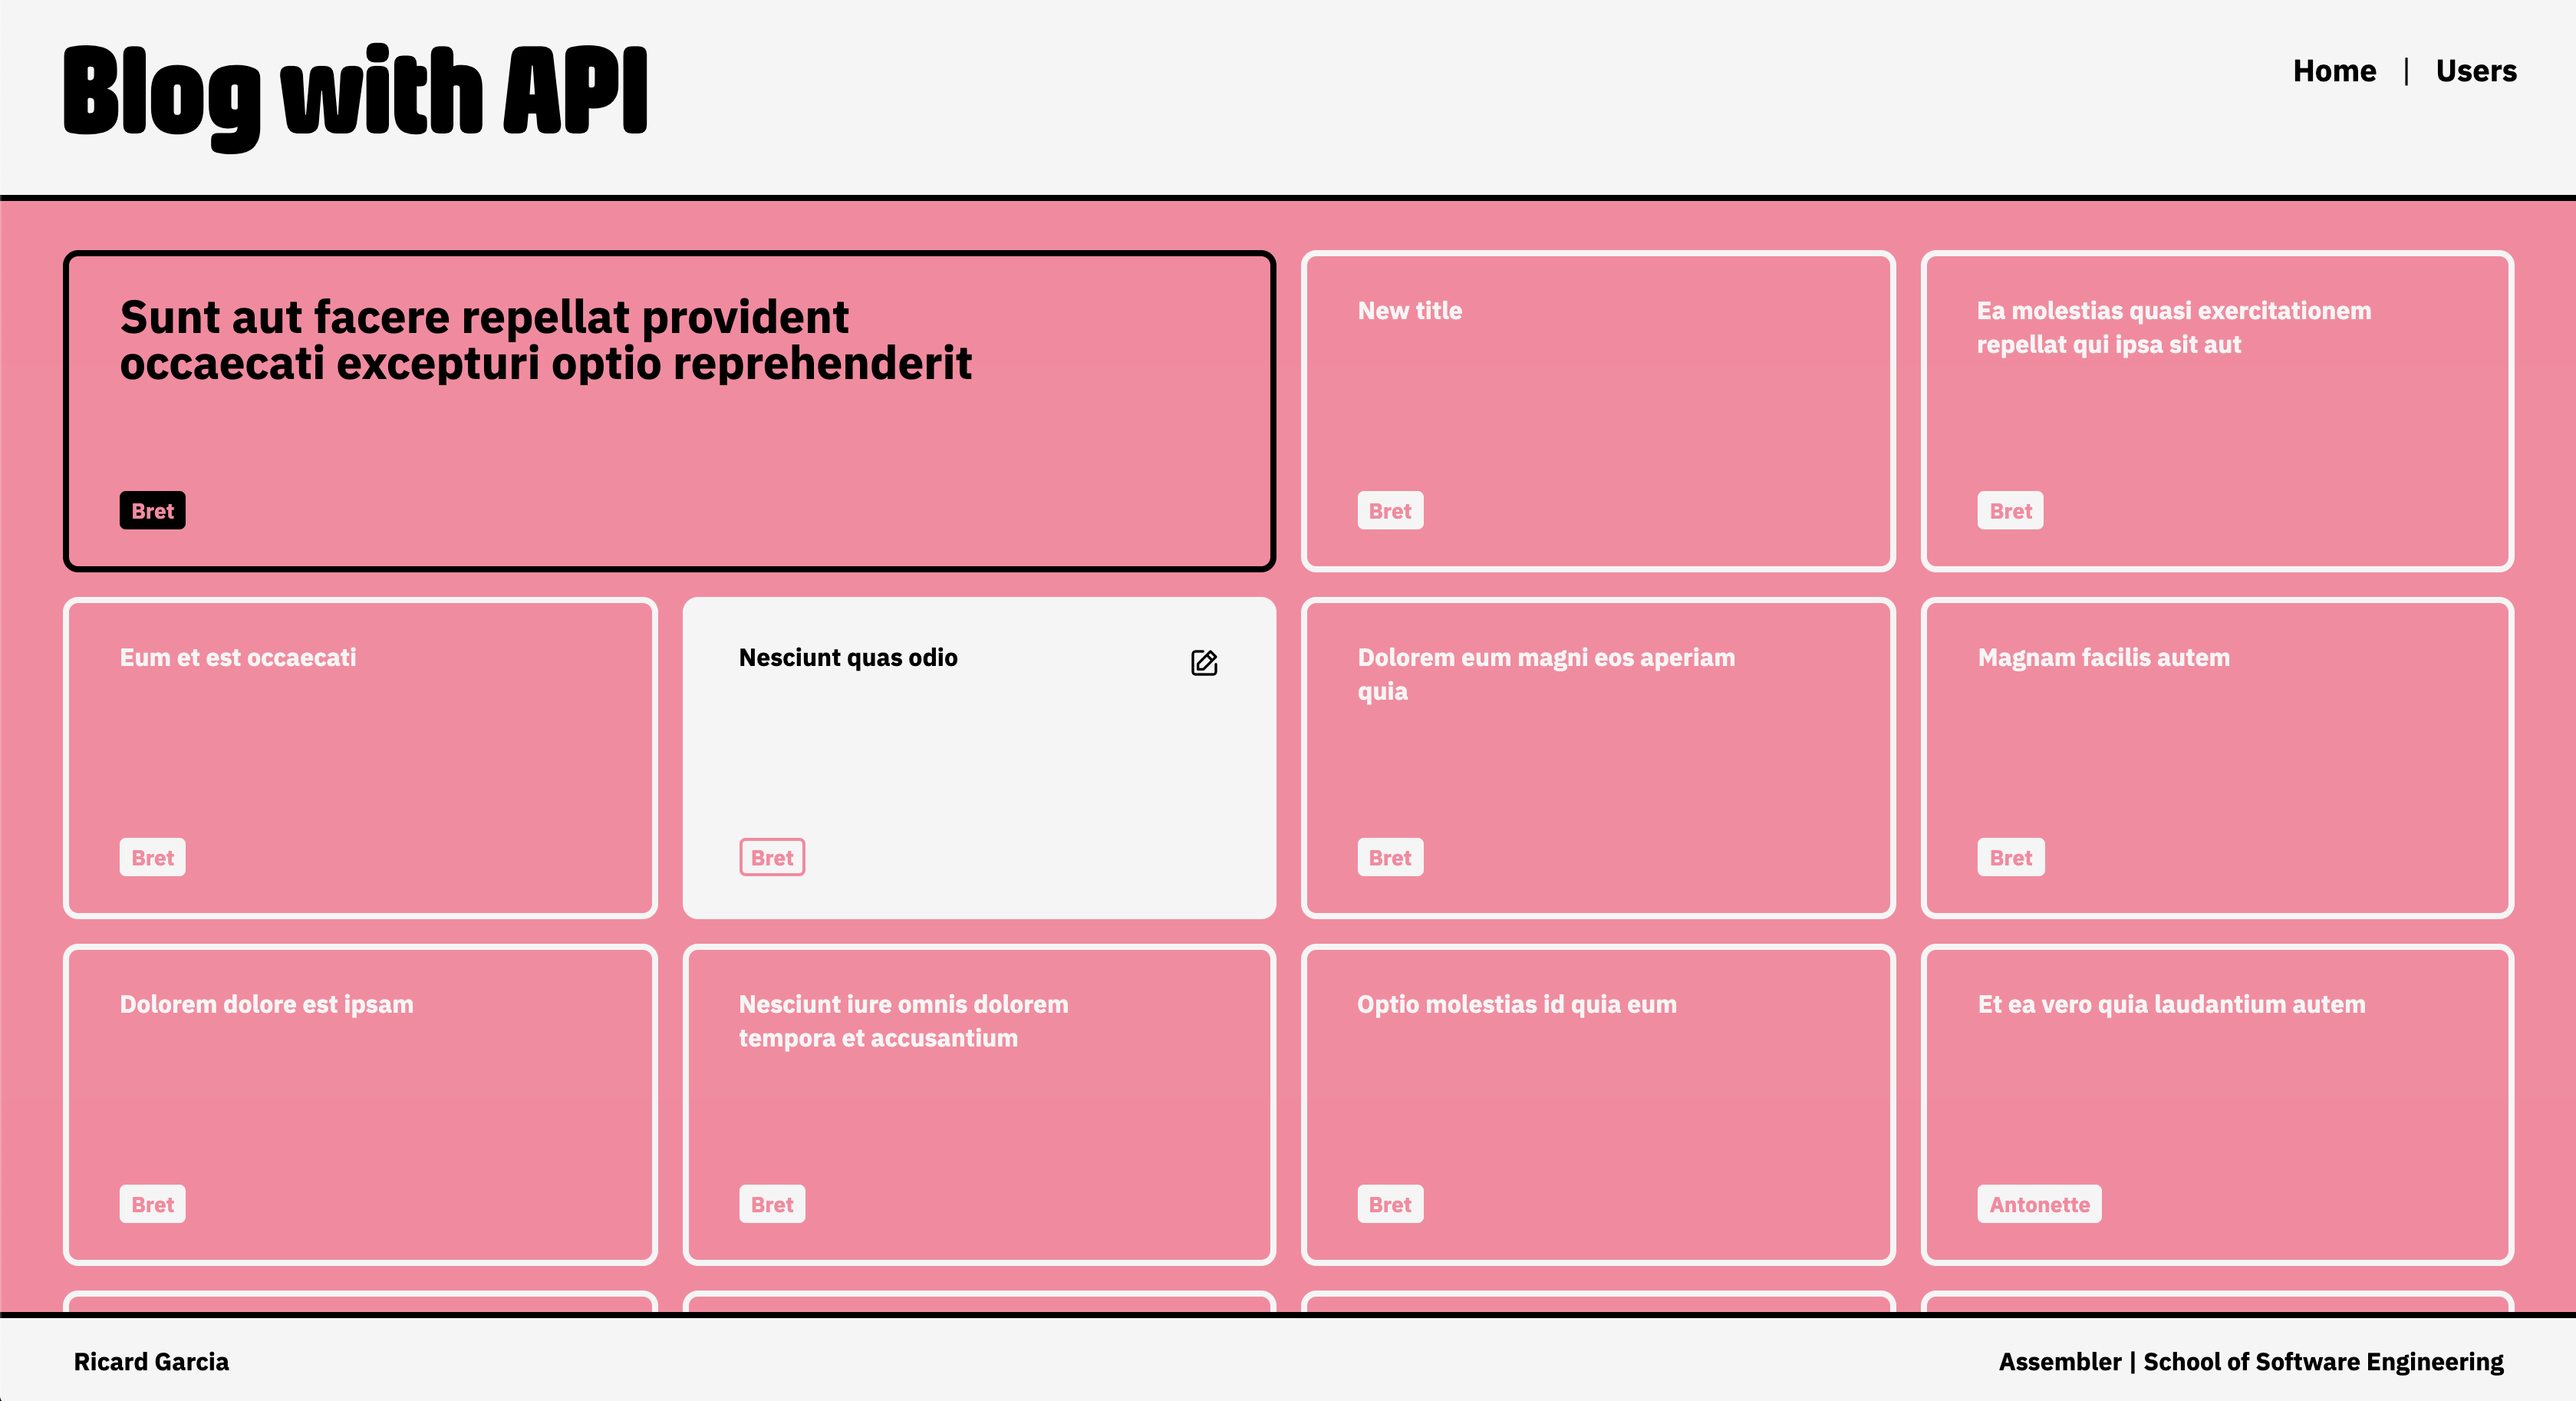 Blog with API
Home | Users
Sunt aut facere repellat provident
occaecati excepturi optio reprehenderit
Bret
New title
Bret
Ea molestias quasi exercitationem
repellat qui ipsa sit aut
Bret
Eum et est occaecati
Bret
Nesciunt quas odio
Bret
Dolorem eum magni eos aperiam
quia
Bret
Magnam facilis autem
Bret
Dolorem dolore est ipsam
Bret
Nesciunt iure omnis dolorem
tempora et accusantium
Bret
Optio molestias id quia eum
Bret
Et ea vero quia laudantium autem
Antonette
Ricard Garcia
Assembler | School of Software Engineering